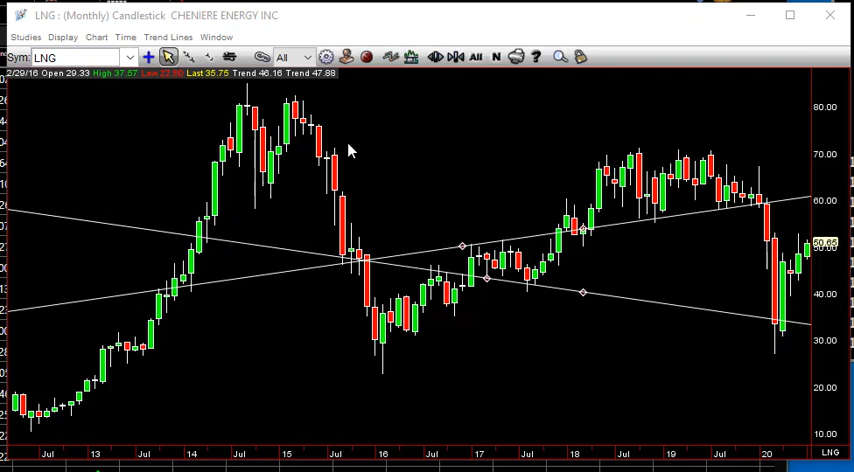 LNG : (Monthly) Candlestick  CHENIERE ENERGY INC
Studies Display Chart Time Trend Lines Window
Sym: LNG All All N ?
2/29/16 Open 29.33 High 37.57 Low 22.80 Last 35.75 Trend 46.16 Trend 47.88
80.00
70.00
60.00
50.65
50.00
40.00
30.00
20.00
10.00
Jul 13 Jul 14 Jul 15 Jul 16 Jul 17 Jul 18 Jul 19 Jul 20 LNG